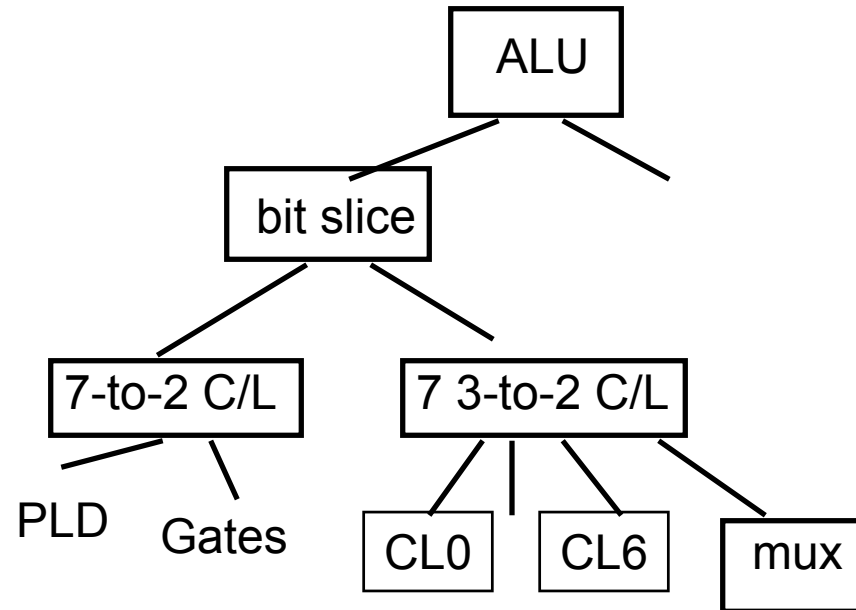 ALU
bit slice
7-to-2 C/L
7 3-to-2 C/L
PLD
Gates
CL0
CL6
mux